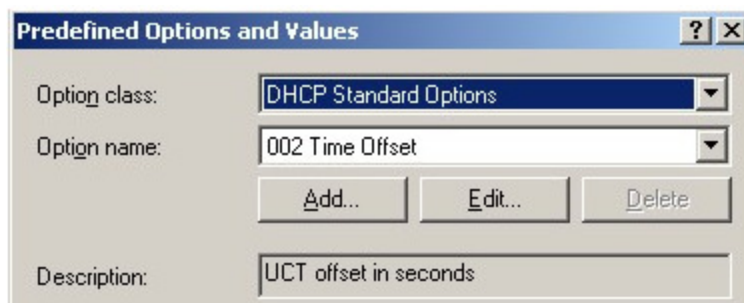 Predefined Options and Values
Option class: DHCP Standard Options
Option name: 002 Time Offset
Add... Edit... Delete
Description: UCT offset in seconds